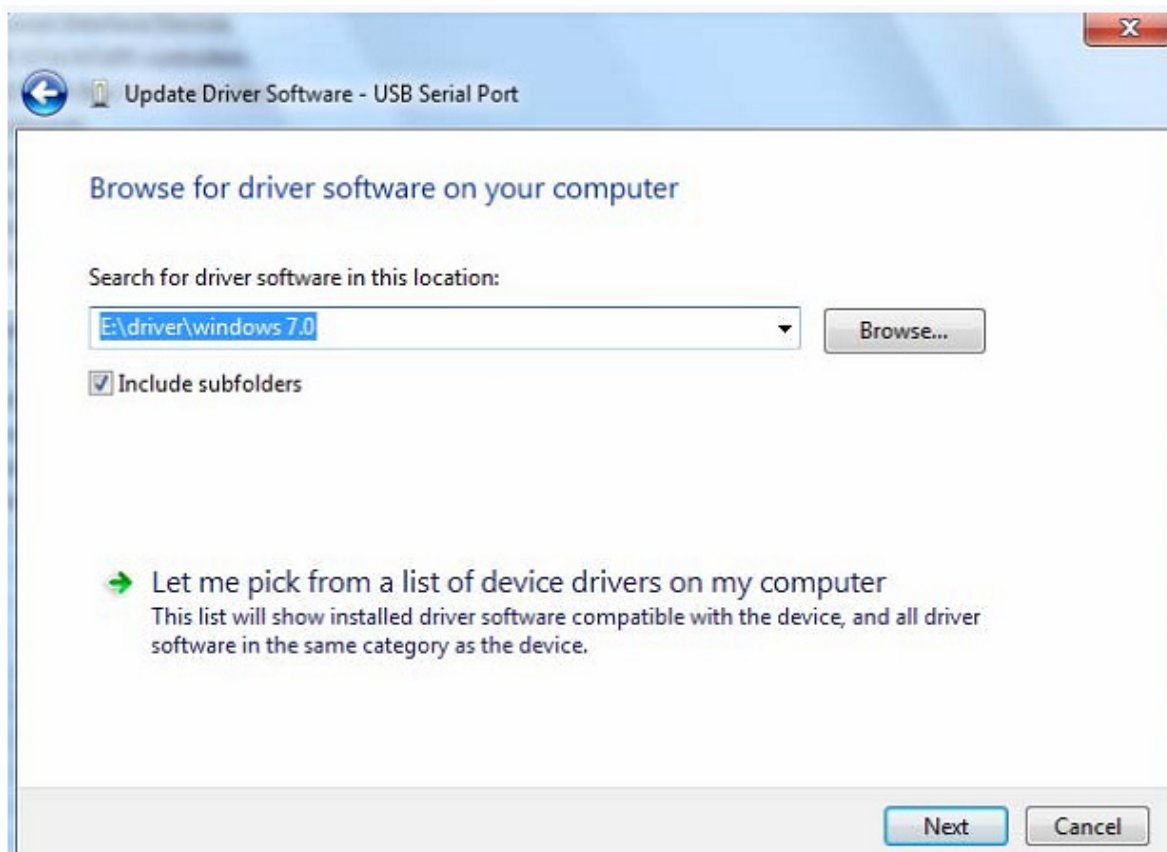 Update Driver Software - USB Serial Port
Browse for driver software on your computer
Search for driver software in this location:
E:\driver\windows 7.0
Browse...
Include subfolders
Let me pick from a list of device drivers on my computer
This list will show installed driver software compatible with the device, and all driver
software in the same category as the device.
Next
Cancel